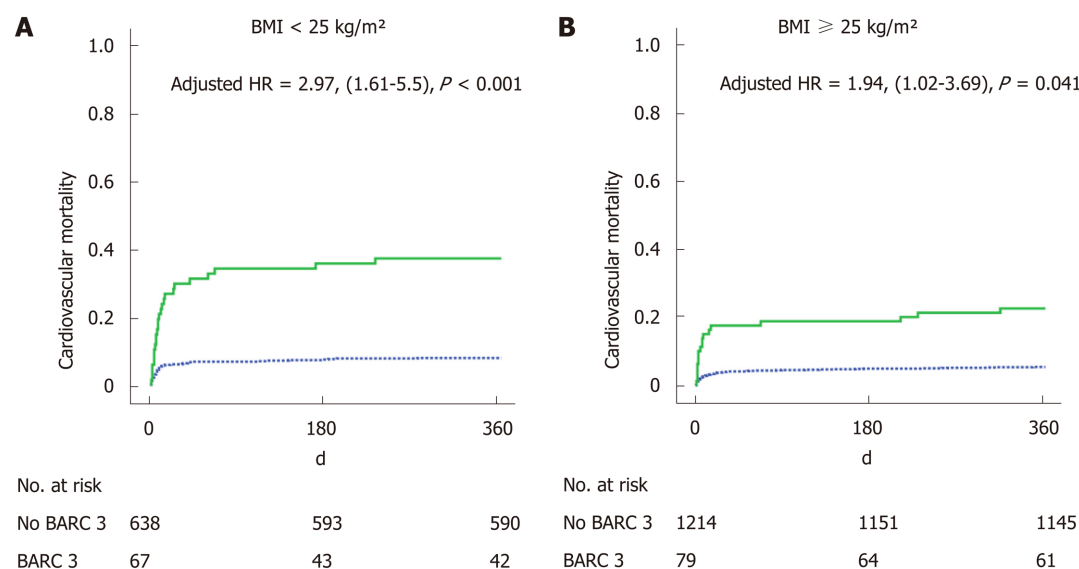 A
BMI < 25 kg/m²
Adjusted HR = 2.97, (1.61-5.5), P < 0.001
Cardiovascular mortality
1.0
0.8
0.6
0.4
0.2
0
0 180 360
d
No. at risk
No BARC 3 638 593 590
BARC 3 67 43 42
B
BMI ⩾ 25 kg/m²
Adjusted HR = 1.94, (1.02-3.69), P = 0.041
Cardiovascular mortality
1.0
0.8
0.6
0.4
0.2
0
0 180 360
d
No. at risk
No BARC 3 1214 1151 1145
BARC 3 79 64 61